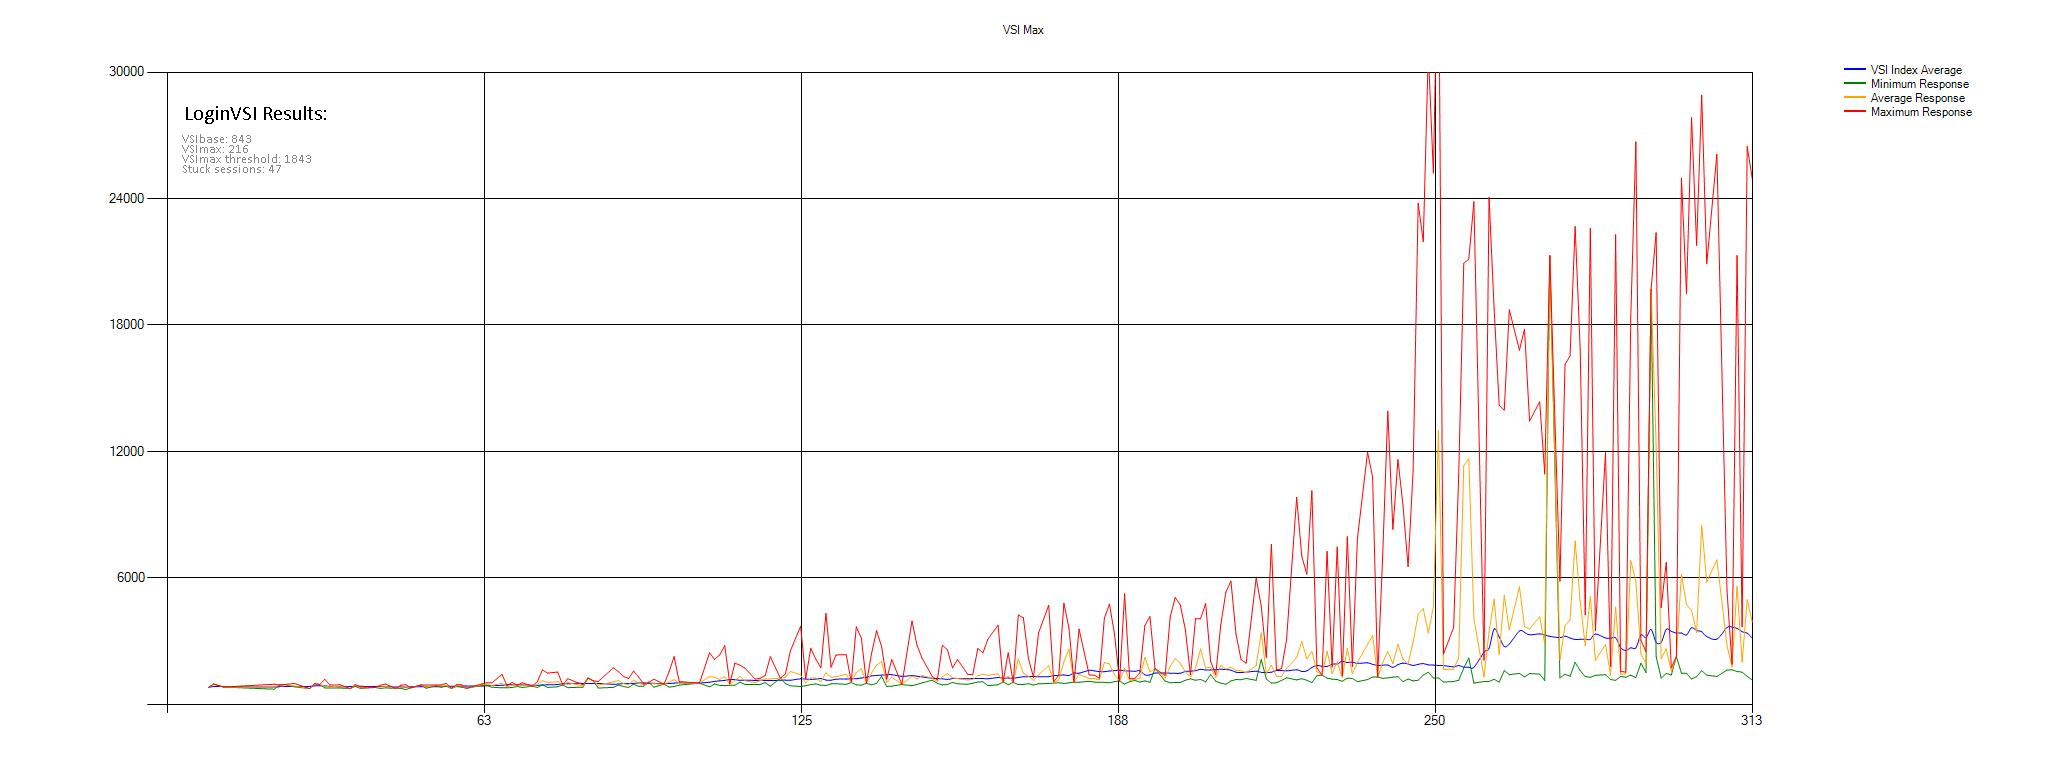 VSI Max
30000
24000
18000
12000
6000
LoginVSI Results:
VSIbase: 843
VSImax: 216
VSImax threshold: 1843
Stuck sessions: 47
VSI Index Average
Minimum Response
Average Response
Maximum Response
63
125
188
250
313